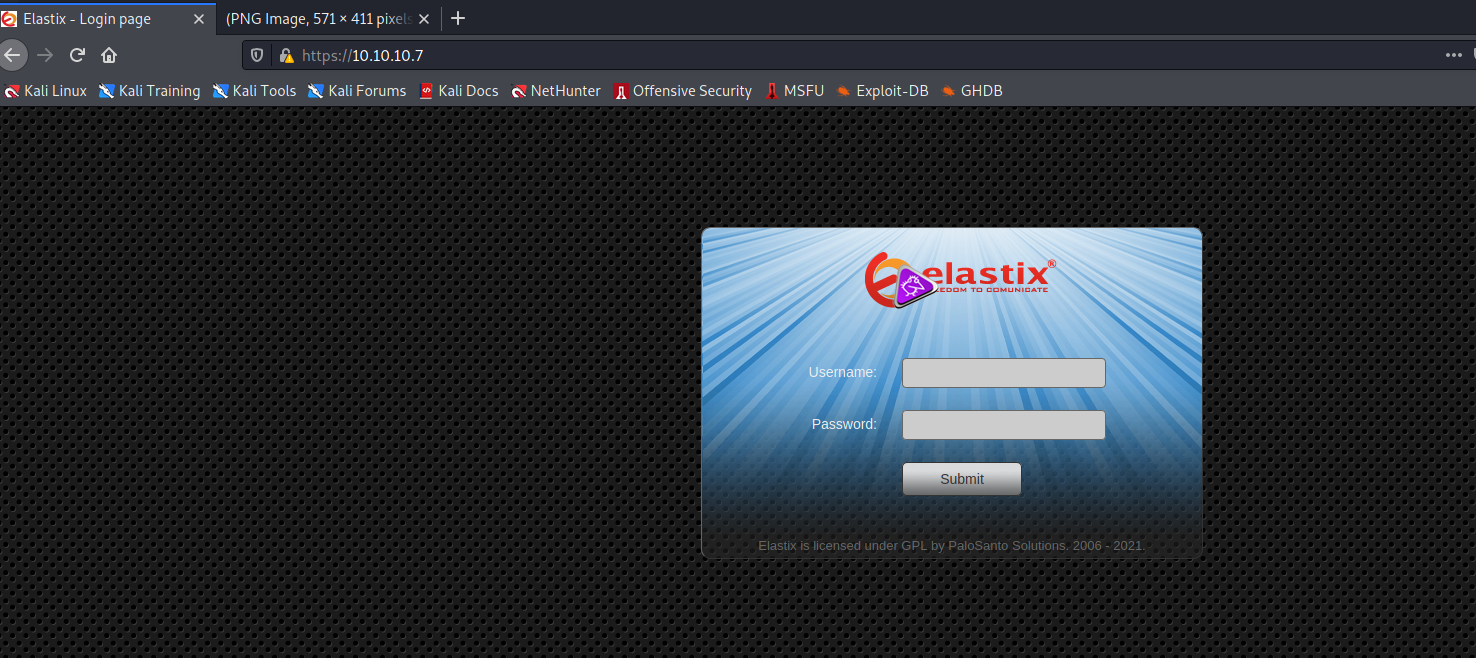 Elastix - Login page
(PNG Image, 571 × 411 pixels
https://10.10.10.7
Kali Linux Kali Training Kali Tools Kali Forums Kali Docs NetHunter Offensive Security MSFU Exploit-DB GHDB
elastix®
EDOM TO COMUNICATE
Username:
Password:
Submit
Elastix is licensed under GPL by PaloSanto Solutions. 2006 - 2021.